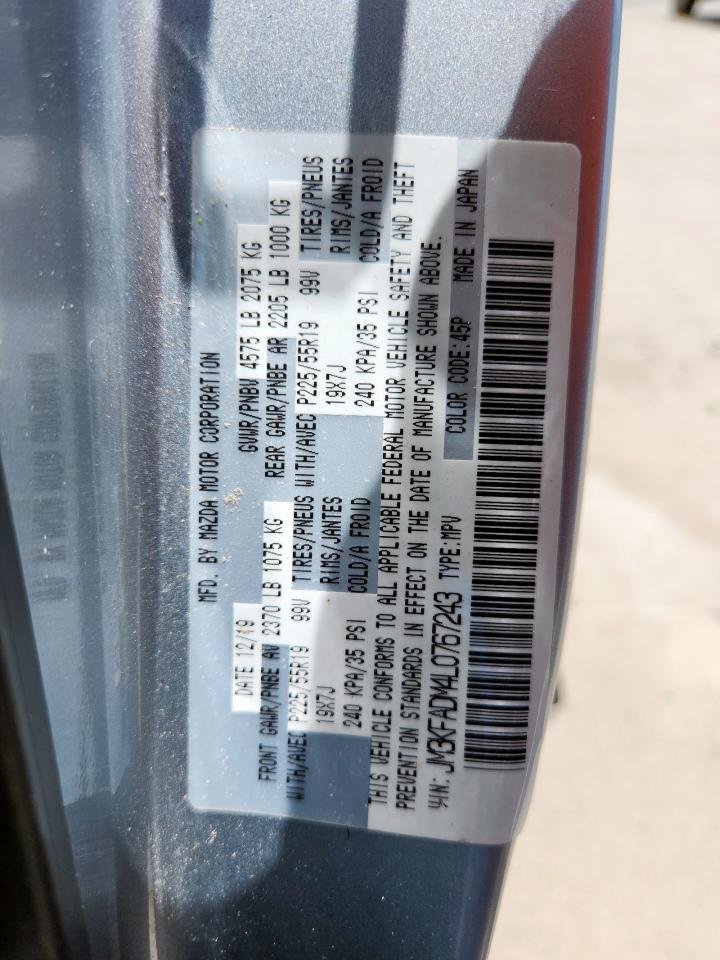 MFD. BY MAZDA MOTOR CORPORATION
DATE 12/19 GVWR/PNBV 4575 LB 2075 KG
FRONT GAWR/PNBE AV 2370 LB 1075 KG REAR GAWR/PNBE AR 2205 LB 1000 KG
WITH/AVEC P225/55R19 99V TIRES/PNEUS WITH/AVEC P225/55R19 99V TIRES/PNEUS
19X7J RIMS/JANTES 19X7J RIMS/JANTES
240 KPA/35 PSI COLD/A FROID 240 KPA/35 PSI COLD/A FROID
THIS VEHICLE CONFORMS TO ALL APPLICABLE FEDERAL MOTOR VEHICLE SAFETY AND THEFT
PREVENTION STANDARDS IN EFFECT ON THE DATE OF MANUFACTURE SHOWN ABOVE.
VIN: JM3KFADM4L0767243 TYPE:MPV COLOR CODE:45P MADE IN JAPAN